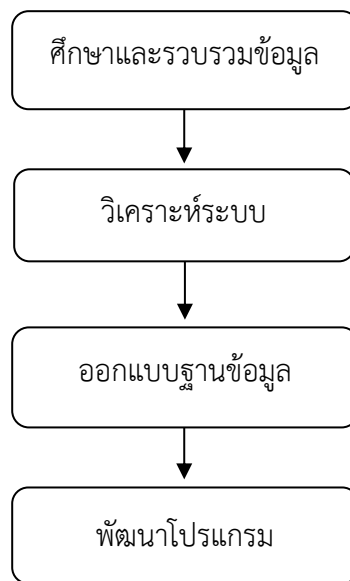 ศึกษาและรวบรวมข้อมูล
วิเคราะห์ระบบ
ออกแบบฐานข้อมูล
พัฒนาโปรแกรม